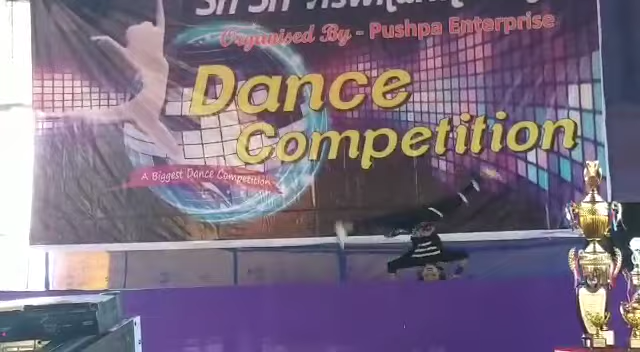 Organised By - Pushpa Enterprise
Dance
Competition
A Biggest Dance Competition